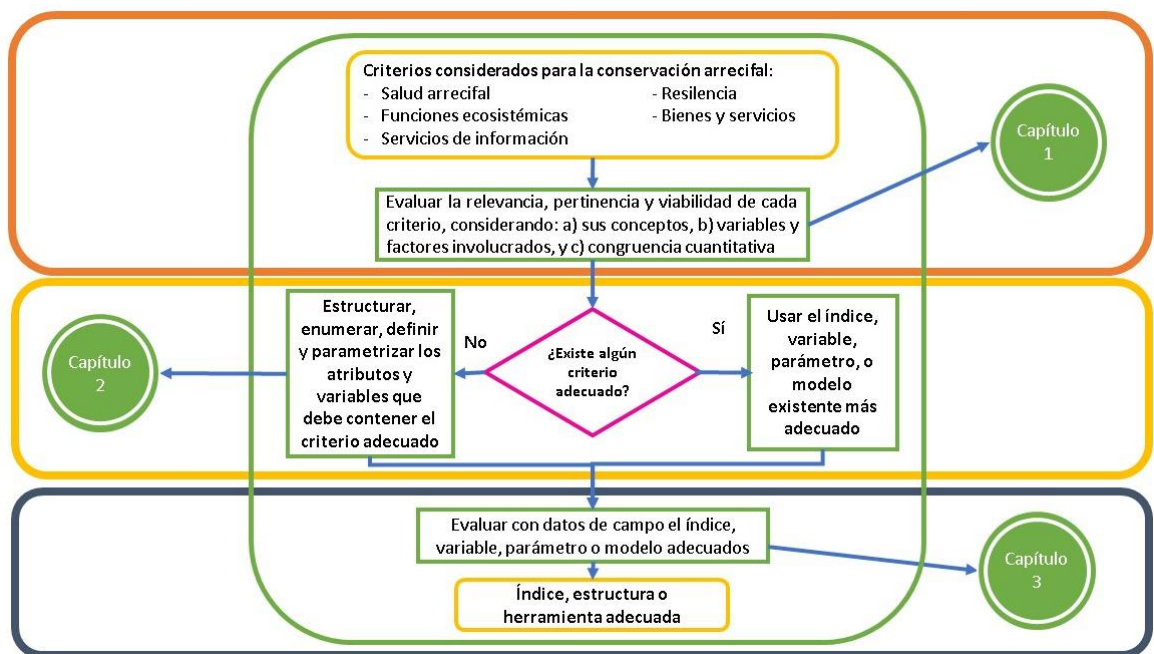 Criterios considerados para la conservación arrecifal:
- Salud arrecifal
- Resilencia
- Funciones ecosistémicas
- Bienes y servicios
- Servicios de información
Capítulo
1
Evaluar la relevancia, pertinencia y viabilidad de cada
criterio, considerando: a) sus conceptos, b) variables y
factores involucrados, y c) congruencia cuantitativa
Capítulo
2
Estructurar,
enumerar, definir
y parametrizar los
atributos y
variables que
debe contener el
criterio adecuado
No
¿Existe algún
criterio
adecuado?
Sí
Usar el índice,
variable,
parámetro, o
modelo
existente más
adecuado
Evaluar con datos de campo el índice,
variable, parámetro o modelo adecuados
Capítulo
3
Índice, estructura o
herramienta adecuada